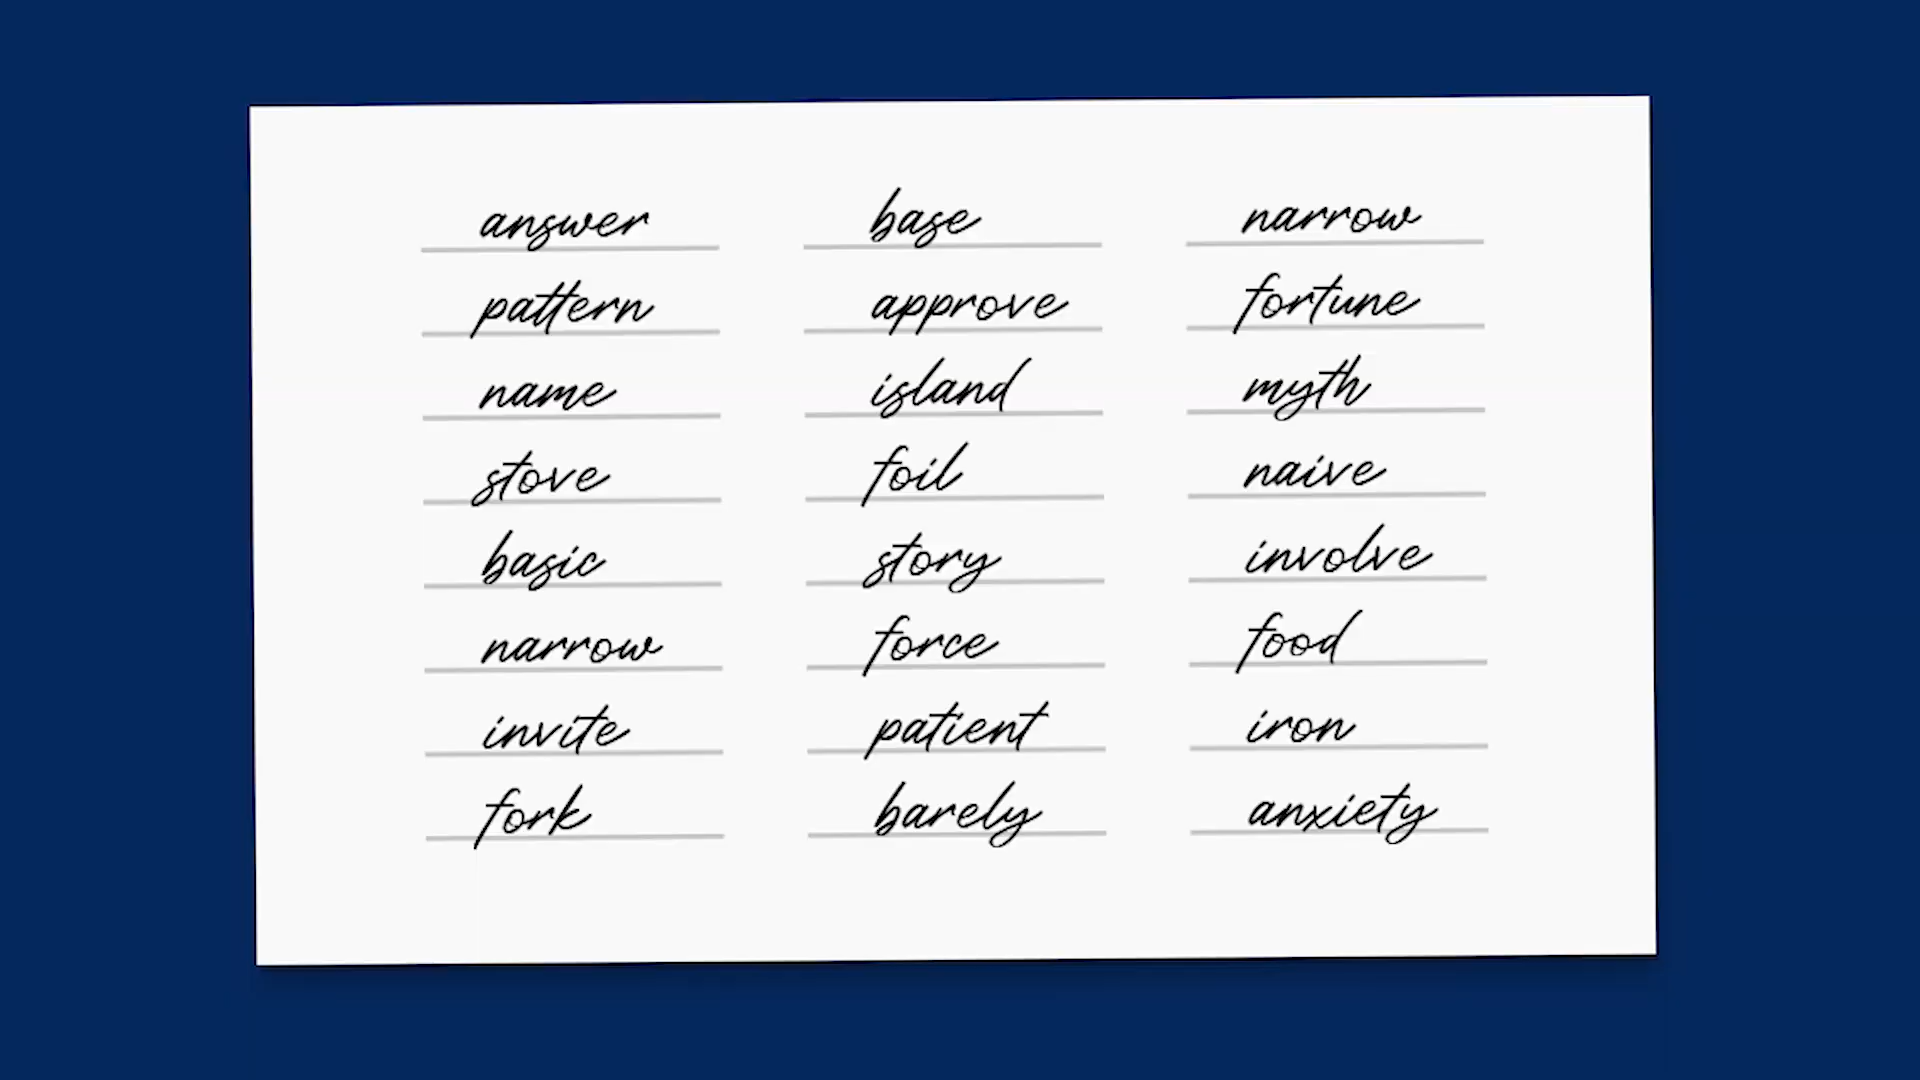 answer base narrow
pattern approve fortune
name island myth
stove foil naive
basic story involve
narrow force food
invite patient iron
fork barely anxiety